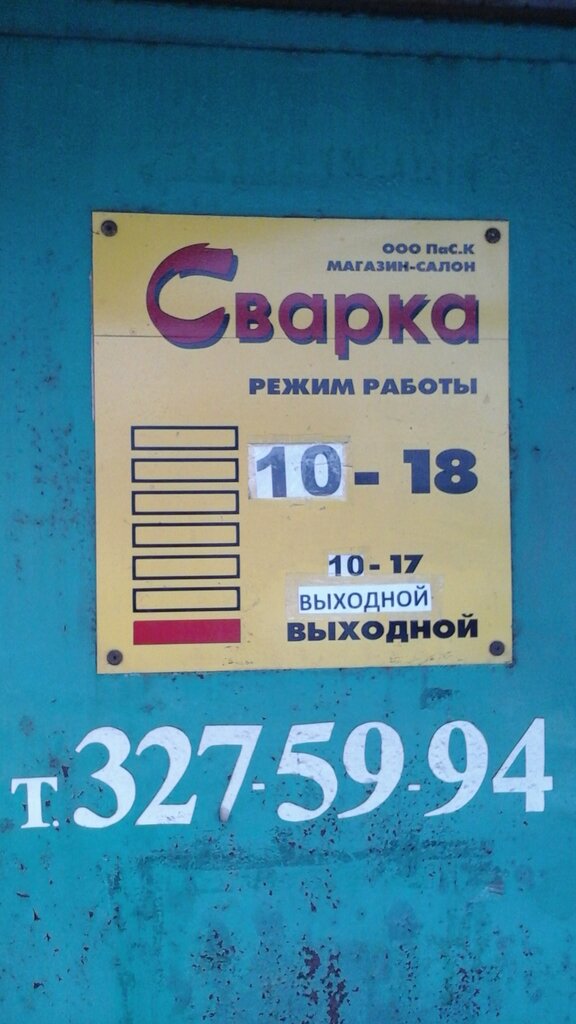 ООО ПаС.К
МАГАЗИН-САЛОН
Сварка
РЕЖИМ РАБОТЫ
10 - 18
10 - 17
ВЫХОДНОЙ
ВЫХОДНОЙ
т. 327-59-94